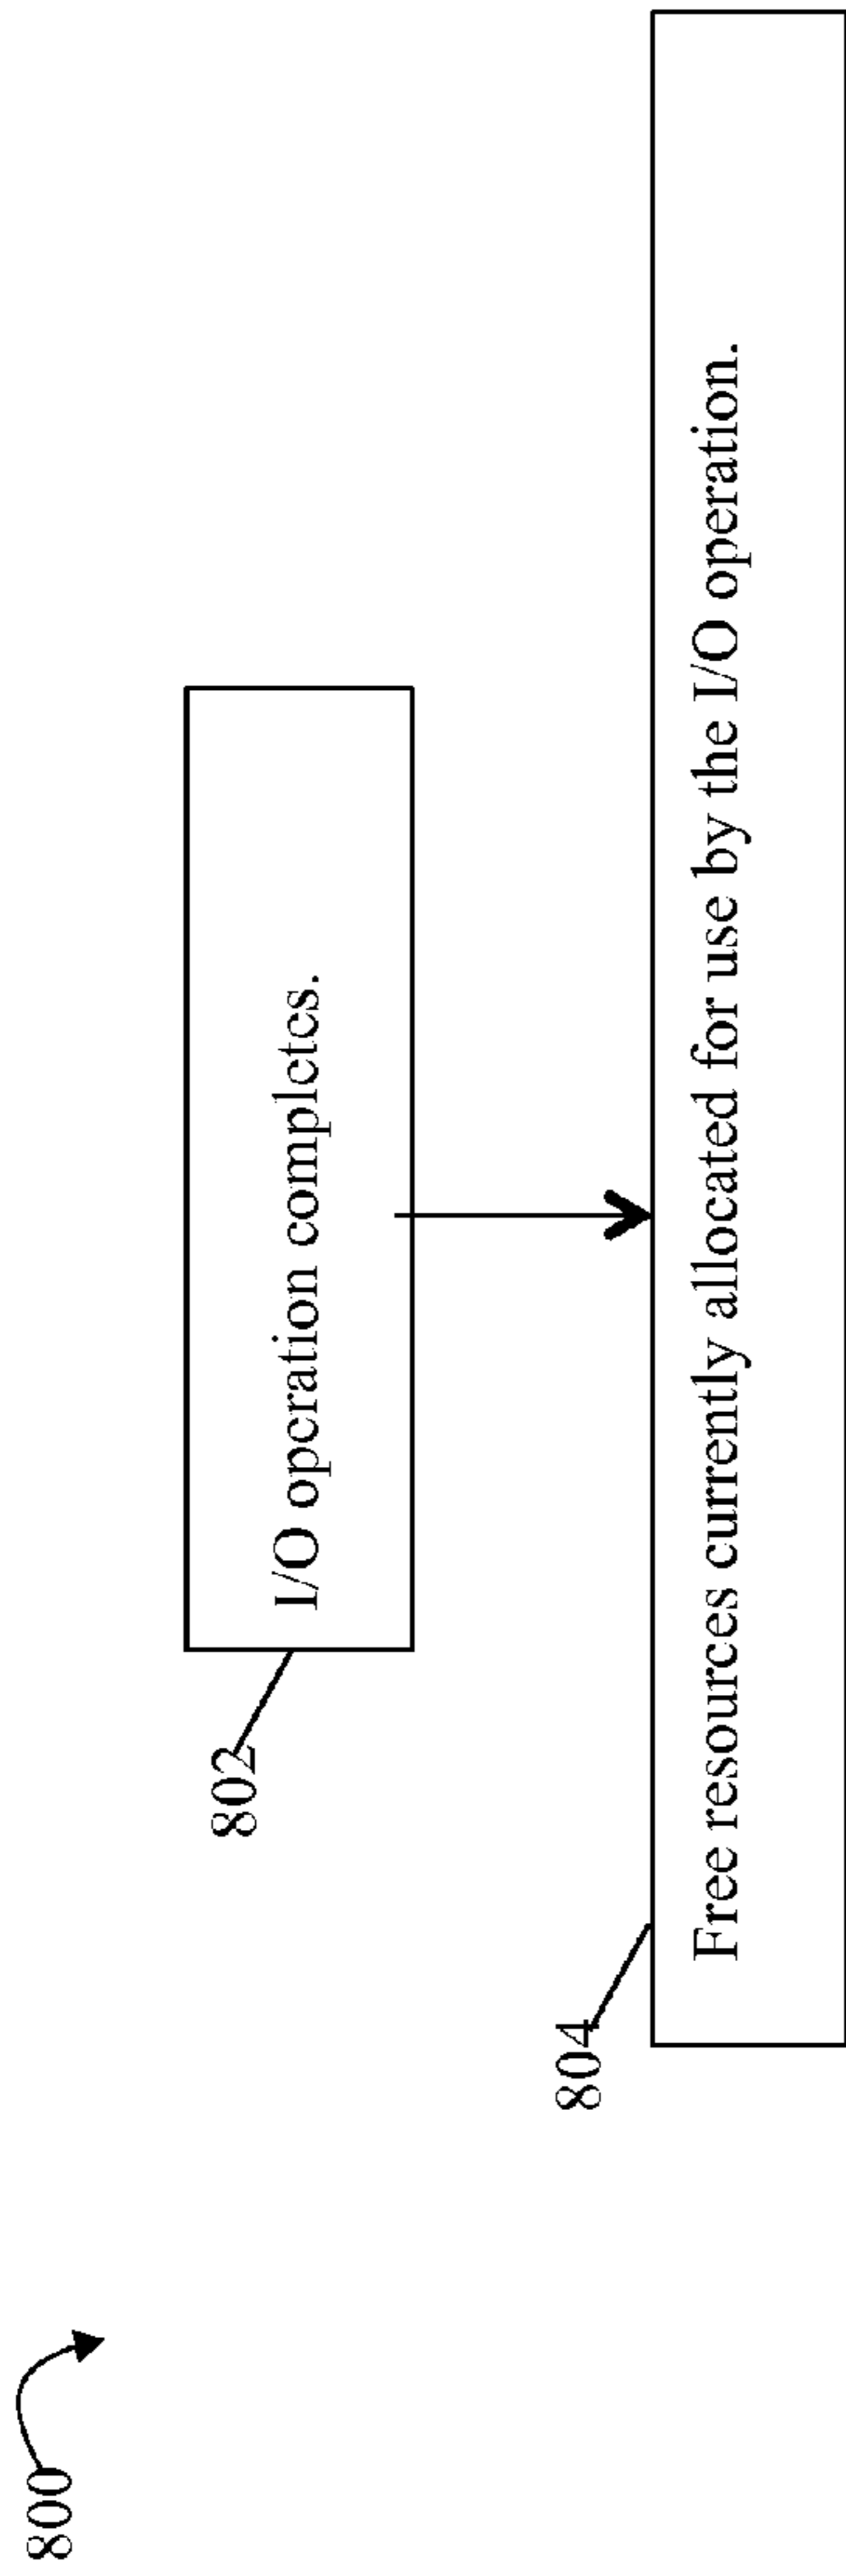 800
802
I/O operation completes.
804
Free resources currently allocated for use by the I/O operation.